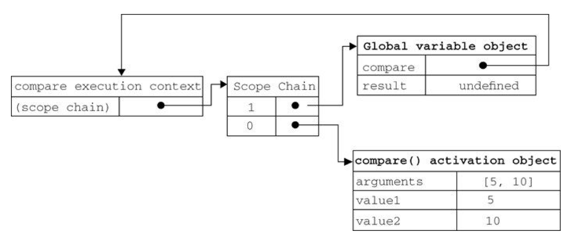 Global variable object
compare
result undefined
compare execution context
(scope chain)
Scope Chain
1
0
compare() activation object
arguments [5, 10]
value1 5
value2 10